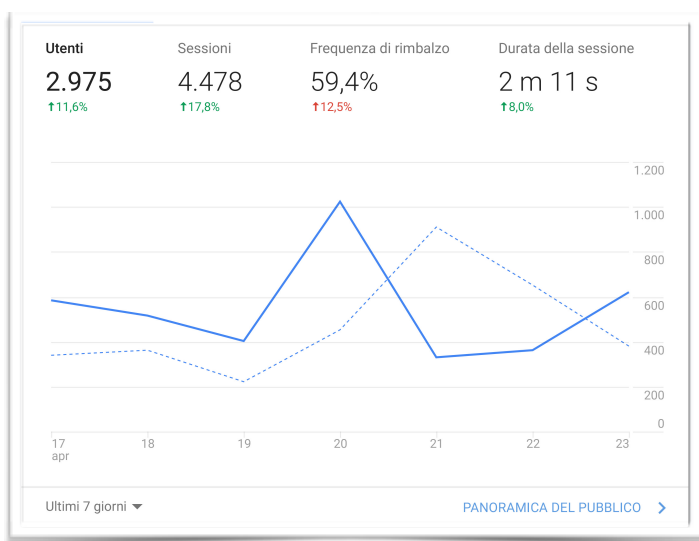 Utenti Sessioni Frequenza di rimbalzo Durata della sessione
2.975 4.478 59,4% 2 m 11 s
↑11,6% ↑17,8% ↑12,5% ↑8,0%
1.200
1.000
800
600
400
200
0
17 18 19 20 21 22 23
apr
Ultimi 7 giorni PANORAMICA DEL PUBBLICO